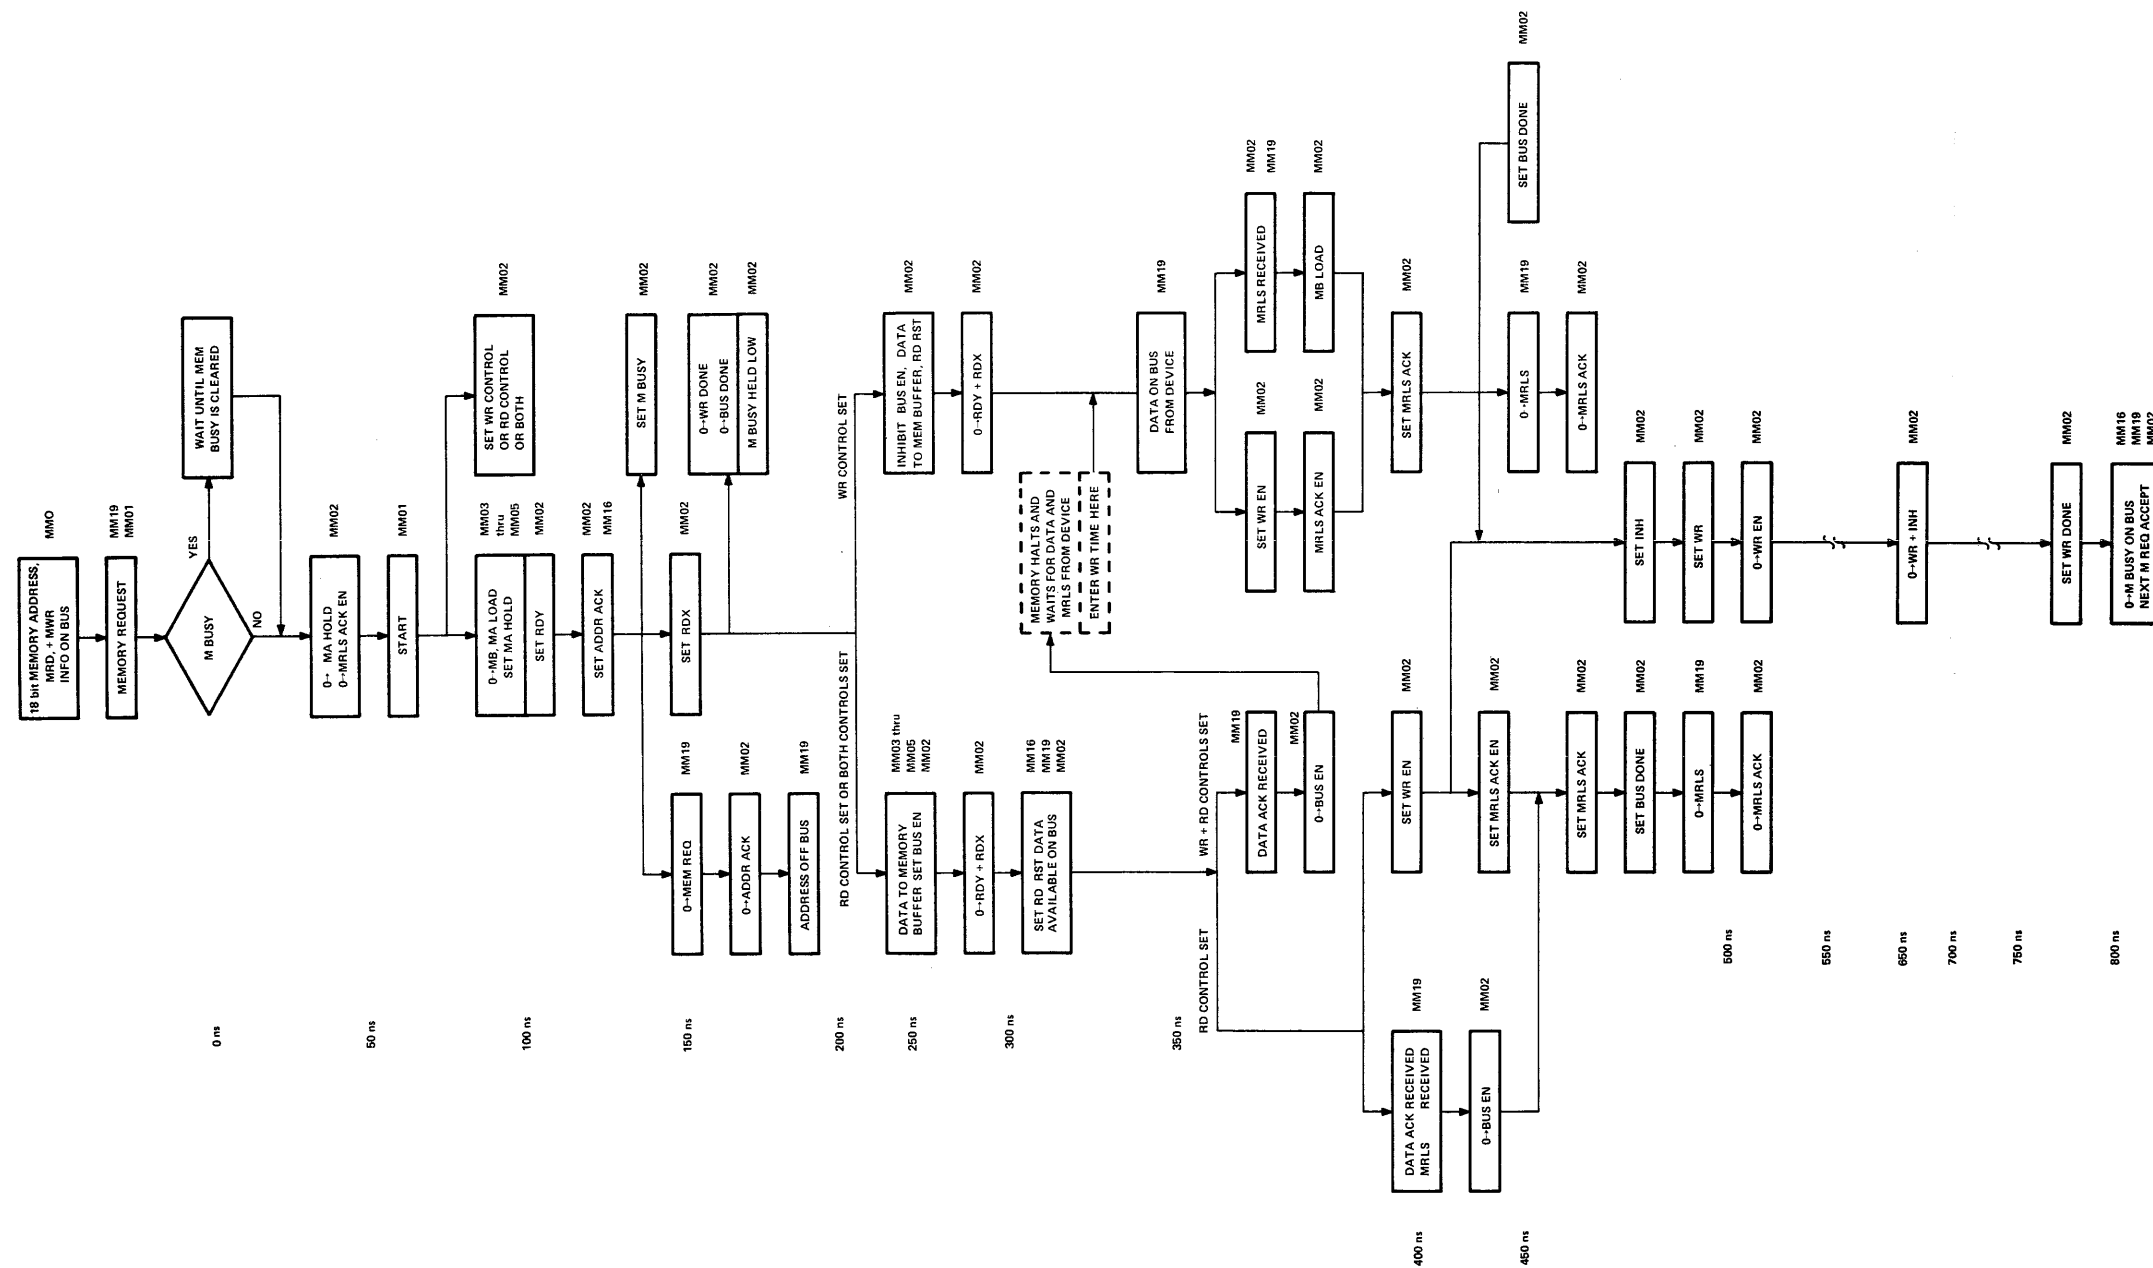 18 bit MEMORY ADDRESS,
MRD, + MWR
INFO ON BUS
MMO
MEMORY REQUEST
MM19
MM01
0 ns
M BUSY
YES
NO
WAIT UNTIL MEM
BUSY IS CLEARED
0→ MA HOLD
0→MRLS ACK EN
MM02
50 ns
START
MM01
100 ns
0→MB, MA LOAD
SET MA HOLD
SET RDY
MM03
thru
MM05
MM02
SET WR CONTROL
OR RD CONTROL
OR BOTH
MM02
SET ADDR ACK
MM02
MM16
SET M BUSY
MM02
150 ns
0→MEM REQ
MM19
SET RDX
MM02
0→WR DONE
0→BUS DONE
M BUSY HELD LOW
MM02
MM02
0→ADDR ACK
MM02
ADDRESS OFF BUS
MM19
200 ns
RD CONTROL SET OR BOTH CONTROLS SET
WR CONTROL SET
250 ns
DATA TO MEMORY
BUFFER SET BUS EN
MM03 thru
MM05
MM02
INHIBIT BUS EN, DATA
TO MEM BUFFER, RD RST
MM02
0→RDY + RDX
MM02
0→RDY + RDX
MM02
300 ns
SET RD RST DATA
AVAILABLE ON BUS
MM16
MM19
MM02
MEMORY HALTS AND
WAITS FOR DATA AND
MRLS FROM DEVICE
ENTER WR TIME HERE
350 ns
DATA ON BUS
FROM DEVICE
MM19
RD CONTROL SET
WR + RD CONTROLS SET
DATA ACK RECEIVED
MM19
0→BUS EN
MM02
SET WR EN
MM02
MRLS RECEIVED
MM02
MM19
MRLS ACK EN
MM02
MB LOAD
MM02
400 ns
DATA ACK RECEIVED
MRLS RECEIVED
MM19
SET WR EN
MM02
SET MRLS ACK
MM02
450 ns
0→BUS EN
MM02
SET MRLS ACK EN
MM02
0→MRLS
MM19
SET BUS DONE
MM02
SET MRLS ACK
MM02
0→MRLS ACK
MM02
SET BUS DONE
MM02
SET INH
MM02
500 ns
0→MRLS
MM19
SET WR
MM02
0→MRLS ACK
MM02
0→WR EN
MM02
550 ns
650 ns
0→WR + INH
MM02
700 ns
750 ns
SET WR DONE
MM02
800 ns
0→M BUSY ON BUS
NEXT M REQ ACCEPT
MM16
MM19
MM02